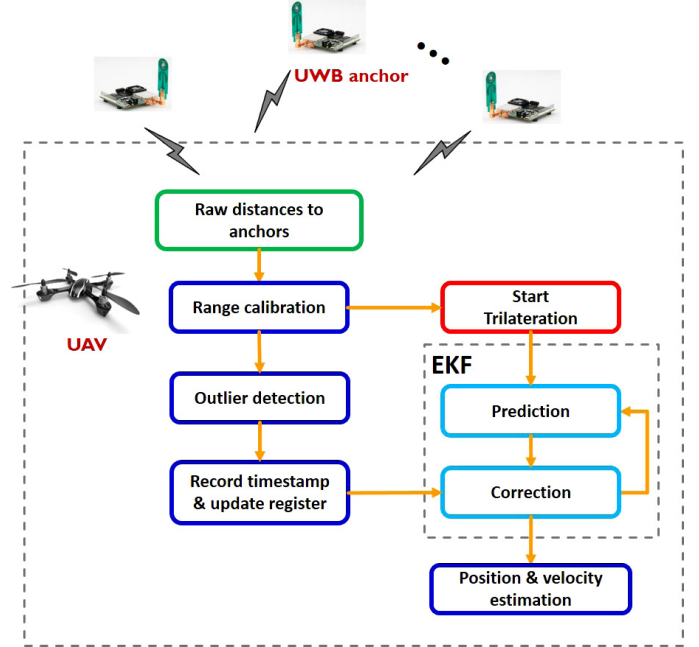 UWB anchor
Raw distances to
anchors
UAV
Range calibration
Start
Trilateration
EKF
Outlier detection
Prediction
Record timestamp
& update register
Correction
Position & velocity
estimation